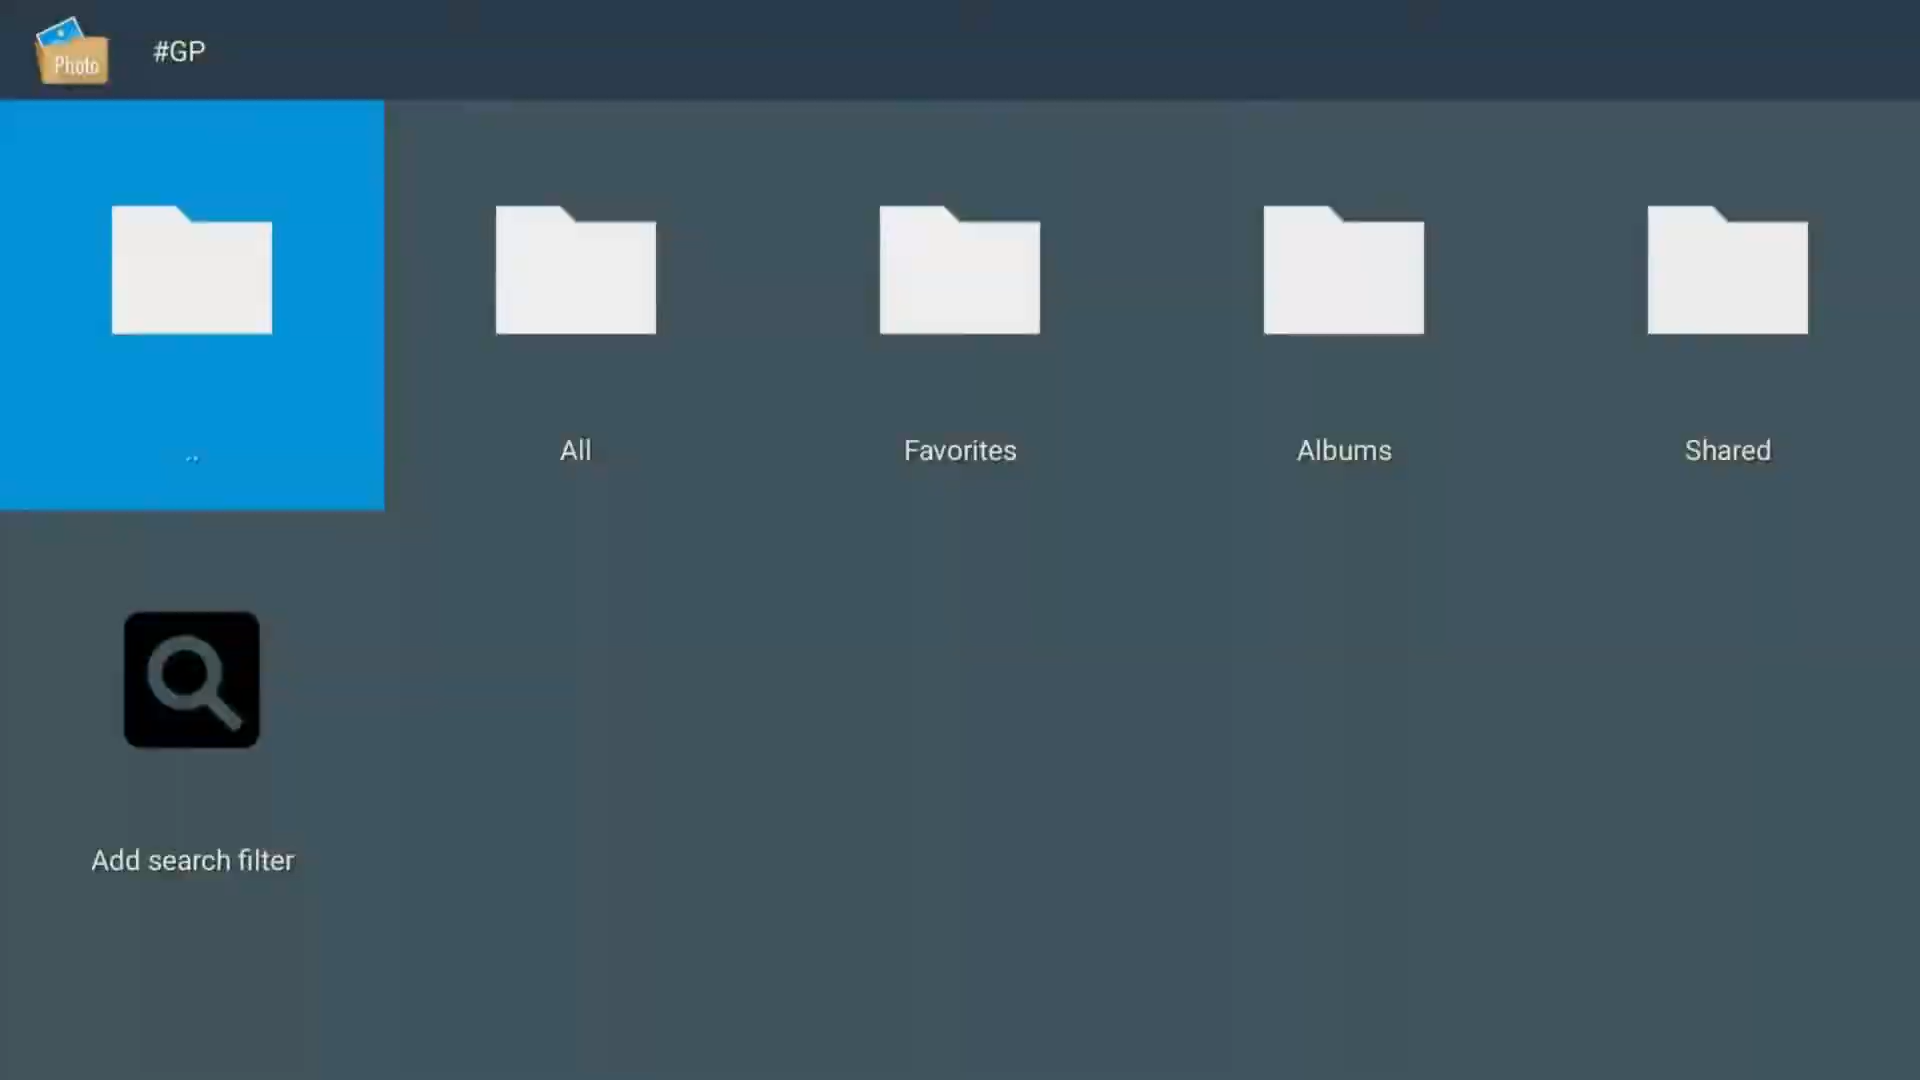 Photo
#GP
..
All
Favorites
Albums
Shared
Add search filter